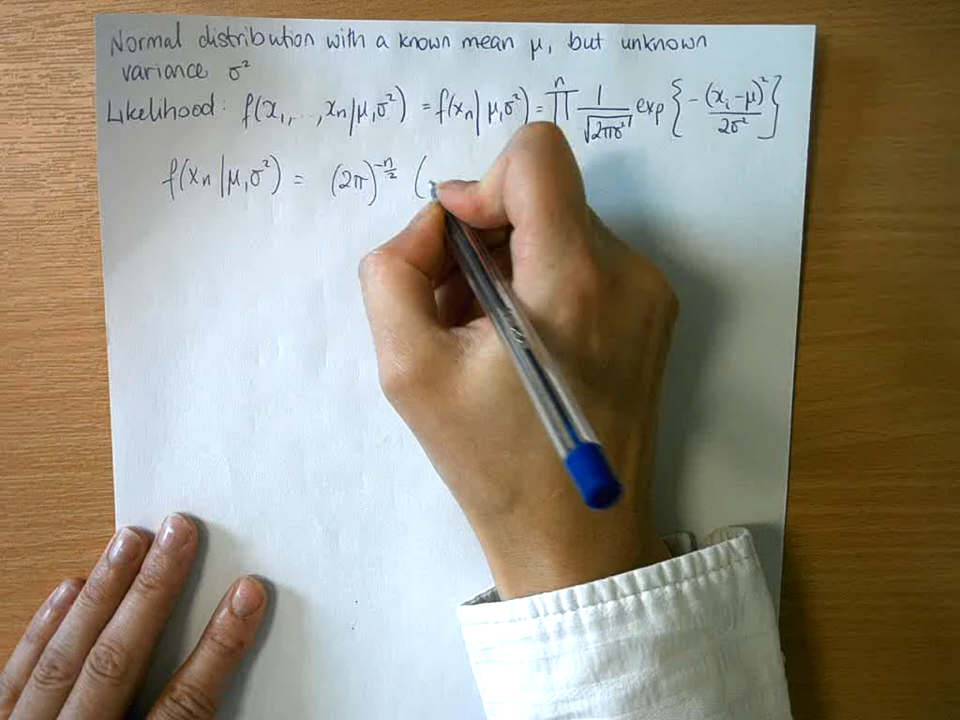 Normal distribution with a known mean μ, but unknown
variance σ²
Likelihood: f(x₁,..,xₙ|μ,σ²) = f(xₙ|μ,σ²) = ∏ⁿ 1/√(2πσ²) exp{-(xᵢ-μ)²/2σ²}
f(xₙ|μ,σ²) = (2π)^(-n/2) (